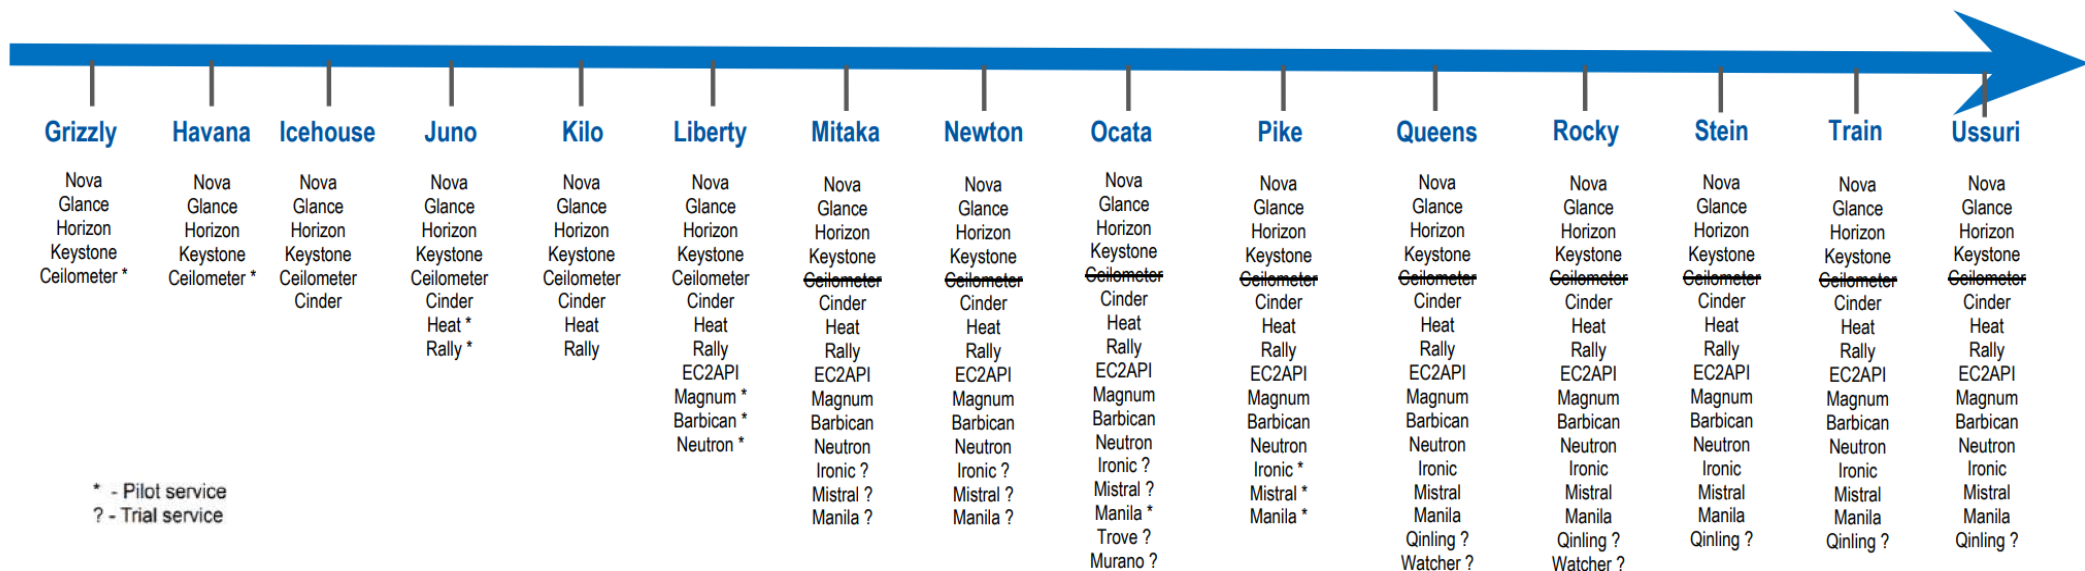 Grizzly
Nova
Glance
Horizon
Keystone
Ceilometer *
Havana
Nova
Glance
Horizon
Keystone
Ceilometer *
Icehouse
Nova
Glance
Horizon
Keystone
Ceilometer
Cinder
Juno
Nova
Glance
Horizon
Keystone
Ceilometer
Cinder
Heat *
Rally *
Kilo
Nova
Glance
Horizon
Keystone
Ceilometer
Cinder
Heat
Rally
Liberty
Nova
Glance
Horizon
Keystone
Ceilometer
Cinder
Heat
Rally
EC2API
Magnum *
Barbican *
Neutron *
Mitaka
Nova
Glance
Horizon
Keystone
Ceilometer
Cinder
Heat
Rally
EC2API
Magnum
Barbican
Neutron
Ironic ?
Mistral ?
Manila ?
Newton
Nova
Glance
Horizon
Keystone
Ceilometer
Cinder
Heat
Rally
EC2API
Magnum
Barbican
Neutron
Ironic ?
Mistral ?
Manila ?
Ocata
Nova
Glance
Horizon
Keystone
Ceilometer
Cinder
Heat
Rally
EC2API
Magnum
Barbican
Neutron
Ironic ?
Mistral ?
Manila *
Trove ?
Murano ?
Pike
Nova
Glance
Horizon
Keystone
Ceilometer
Cinder
Heat
Rally
EC2API
Magnum
Barbican
Neutron
Ironic *
Mistral *
Manila *
Queens
Nova
Glance
Horizon
Keystone
Ceilometer
Cinder
Heat
Rally
EC2API
Magnum
Barbican
Neutron
Ironic
Mistral
Manila
Qinling ?
Watcher ?
Rocky
Nova
Glance
Horizon
Keystone
Ceilometer
Cinder
Heat
Rally
EC2API
Magnum
Barbican
Neutron
Ironic
Mistral
Manila
Qinling ?
Watcher ?
Stein
Nova
Glance
Horizon
Keystone
Ceilometer
Cinder
Heat
Rally
EC2API
Magnum
Barbican
Neutron
Ironic
Mistral
Manila
Qinling ?
Train
Nova
Glance
Horizon
Keystone
Ceilometer
Cinder
Heat
Rally
EC2API
Magnum
Barbican
Neutron
Ironic
Mistral
Manila
Qinling ?
Ussuri
Nova
Glance
Horizon
Keystone
Ceilometer
Cinder
Heat
Rally
EC2API
Magnum
Barbican
Neutron
Ironic
Mistral
Manila
Qinling ?
* - Pilot service
? - Trial service